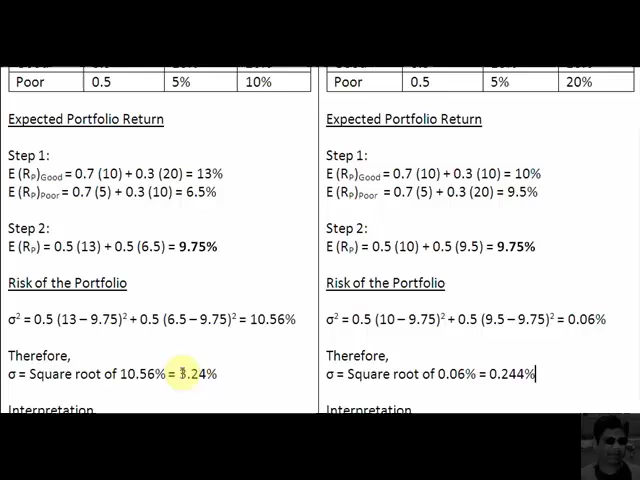 Poor 0.5 5% 10%
Expected Portfolio Return
Step 1:
E (RP)Good = 0.7 (10) + 0.3 (20) = 13%
E (RP)Poor = 0.7 (5) + 0.3 (10) = 6.5%
Step 2:
E (RP) = 0.5 (13) + 0.5 (6.5) = 9.75%
Risk of the Portfolio
σ² = 0.5 (13 – 9.75)² + 0.5 (6.5 – 9.75)² = 10.56%
Therefore,
σ = Square root of 10.56% = 3.24%
Interpretation
Poor 0.5 5% 20%
Expected Portfolio Return
Step 1:
E (RP)Good = 0.7 (10) + 0.3 (10) = 10%
E (RP)Poor = 0.7 (5) + 0.3 (20) = 9.5%
Step 2:
E (RP) = 0.5 (10) + 0.5 (9.5) = 9.75%
Risk of the Portfolio
σ² = 0.5 (10 – 9.75)² + 0.5 (9.5 – 9.75)² = 0.06%
Therefore,
σ = Square root of 0.06% = 0.244%
Interpretation